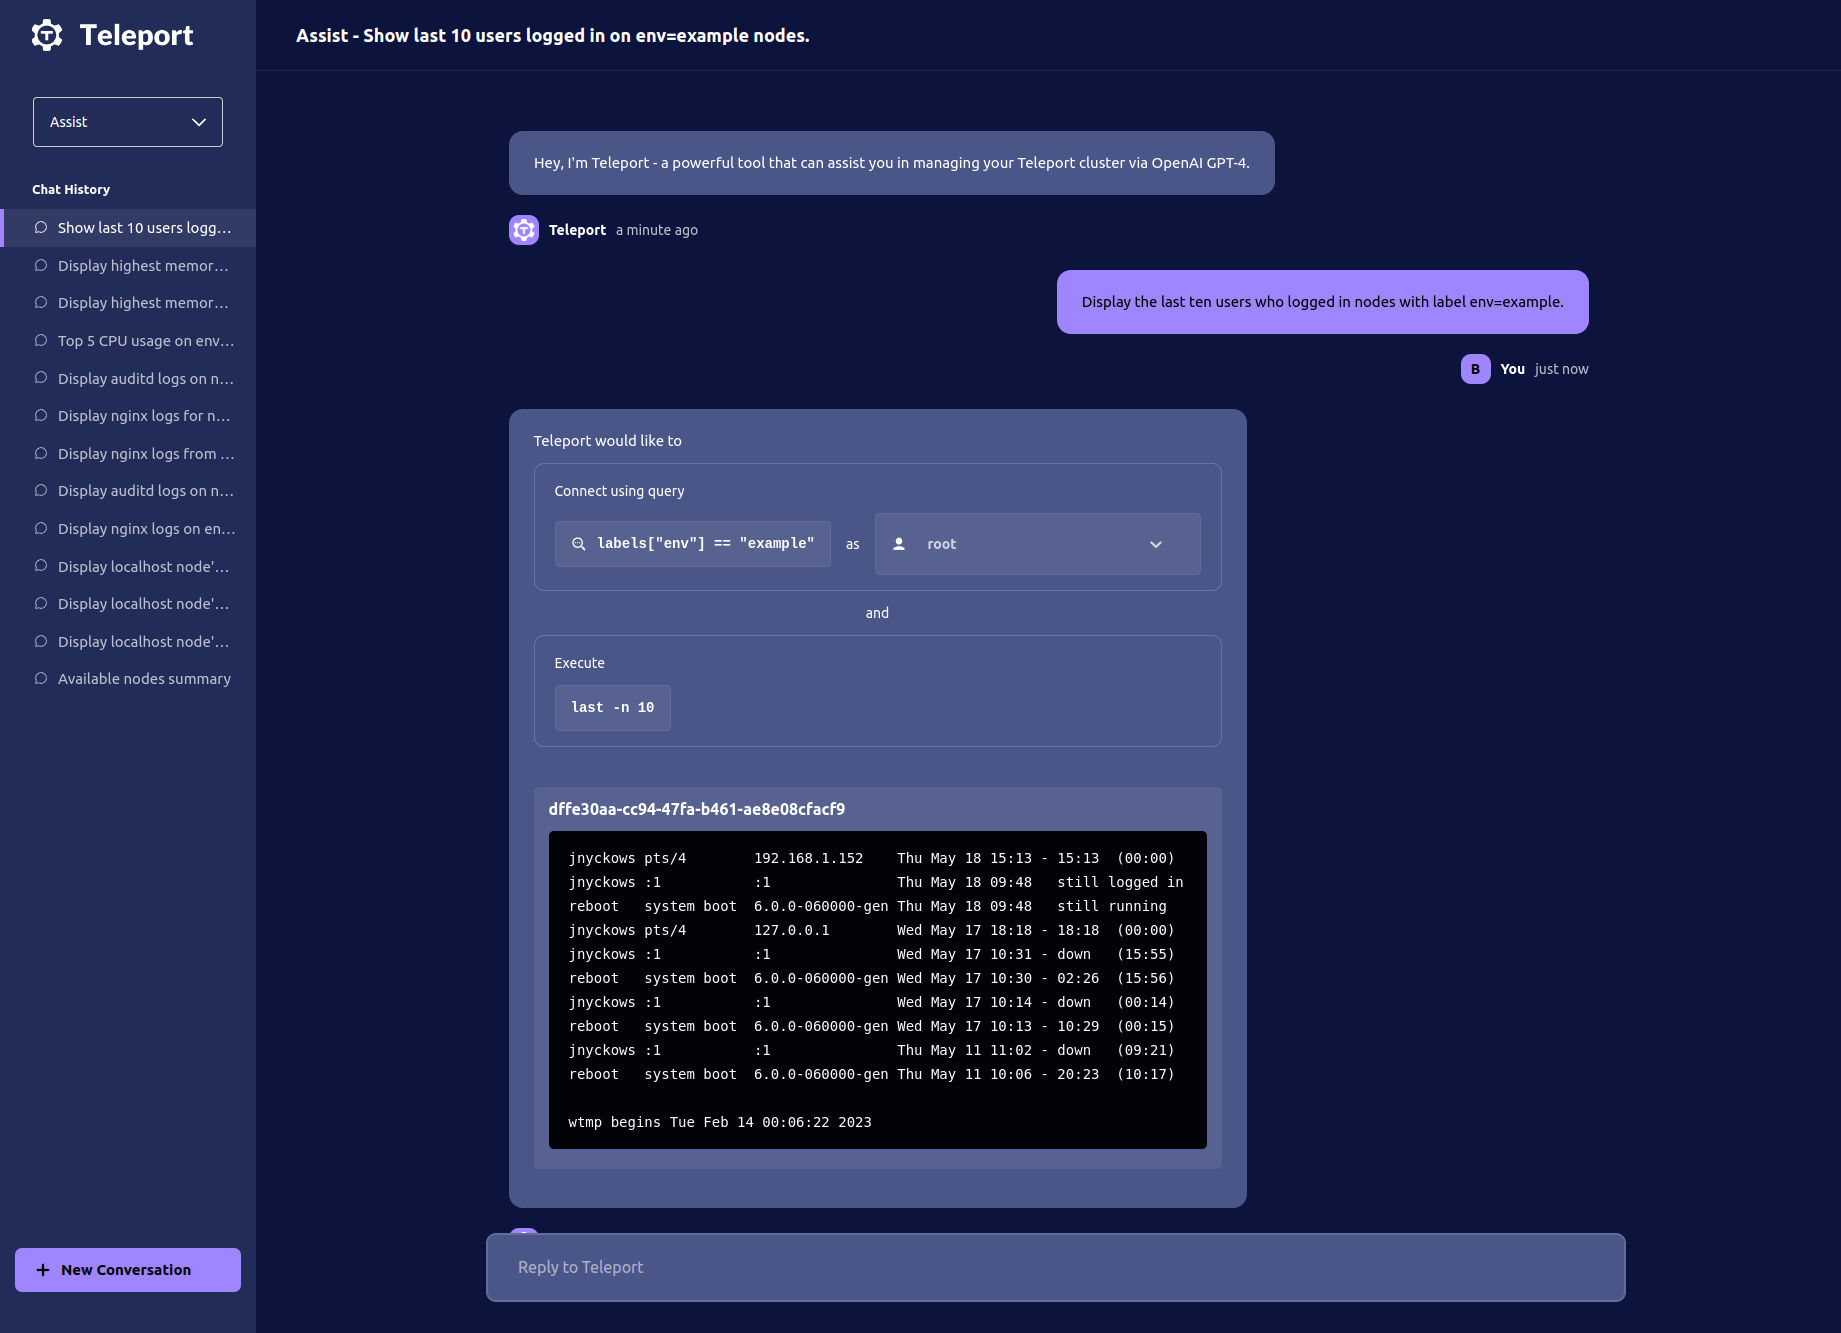 Teleport
Assist
Chat History
Show last 10 users logg...
Display highest memor...
Display highest memor...
Top 5 CPU usage on env...
Display auditd logs on n...
Display nginx logs for n...
Display nginx logs from ...
Display auditd logs on n...
Display nginx logs on en...
Display localhost node'...
Display localhost node'...
Display localhost node'...
Available nodes summary
New Conversation
Assist - Show last 10 users logged in on env=example nodes.
Hey, I'm Teleport - a powerful tool that can assist you in managing your Teleport cluster via OpenAI GPT-4.
Teleport a minute ago
Display the last ten users who logged in nodes with label env=example.
B You just now
Teleport would like to
Connect using query
labels["env"] == "example" as root
and
Execute
last -n 10
dffe30aa-cc94-47fa-b461-ae8e08cfacf9
jnyckows pts/4        192.168.1.152    Thu May 18 15:13 - 15:13  (00:00)
jnyckows :1           :1               Thu May 18 09:48   still logged in
reboot   system boot  6.0.0-060000-gen Thu May 18 09:48   still running
jnyckows pts/4        127.0.0.1        Wed May 17 18:18 - 18:18  (00:00)
jnyckows :1           :1               Wed May 17 10:31 - down   (15:55)
reboot   system boot  6.0.0-060000-gen Wed May 17 10:30 - 02:26  (15:56)
jnyckows :1           :1               Wed May 17 10:14 - down   (00:14)
reboot   system boot  6.0.0-060000-gen Wed May 17 10:13 - 10:29  (00:15)
jnyckows :1           :1               Thu May 11 11:02 - down   (09:21)
reboot   system boot  6.0.0-060000-gen Thu May 11 10:06 - 20:23  (10:17)
wtmp begins Tue Feb 14 00:06:22 2023
Reply to Teleport